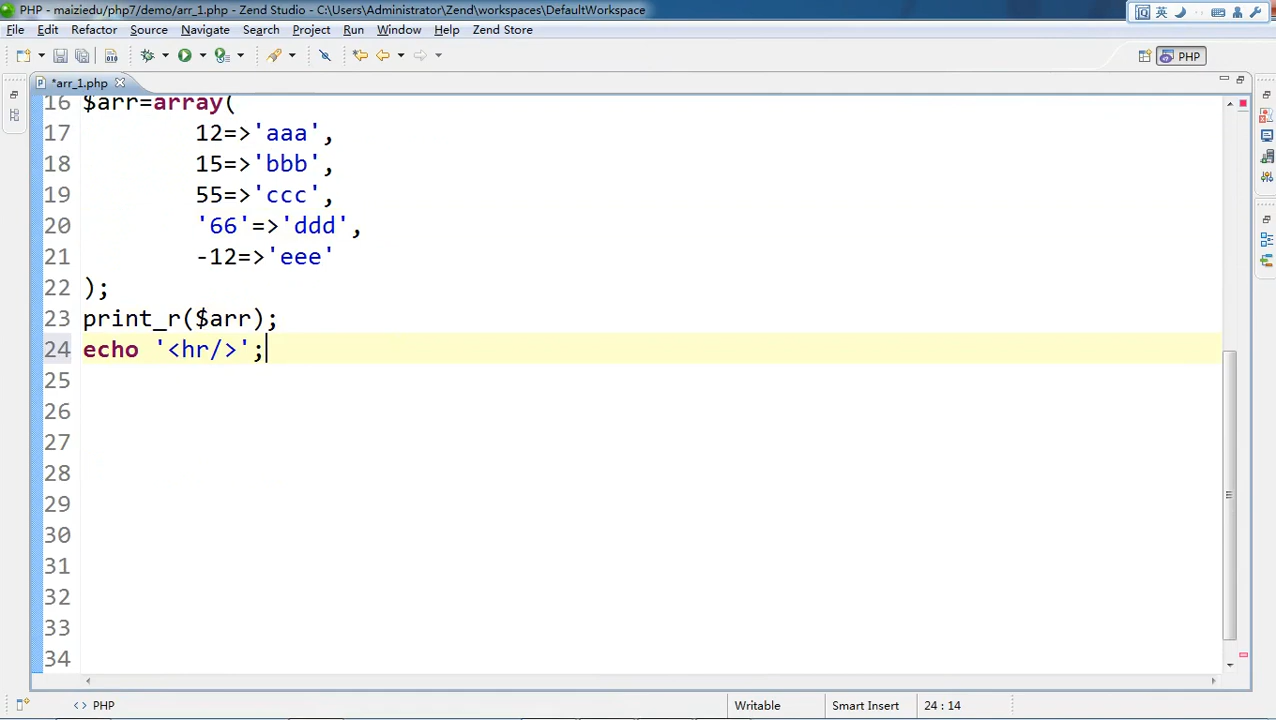 PHP - maiziedu/php7/demo/arr_1.php - Zend Studio - C:\Users\Administrator\Zend\workspaces\DefaultWorkspace
英
File Edit Refactor Source Navigate Search Project Run Window Help Zend Store
PHP
*arr_1.php
16 $arr=array(
17 12=>'aaa',
18 15=>'bbb',
19 55=>'ccc',
20 '66'=>'ddd',
21 -12=>'eee'
22 );
23 print_r($arr);
24 echo '<hr/>';
25
26
27
28
29
30
31
32
33
34
<> PHP Writable Smart Insert 24 : 14